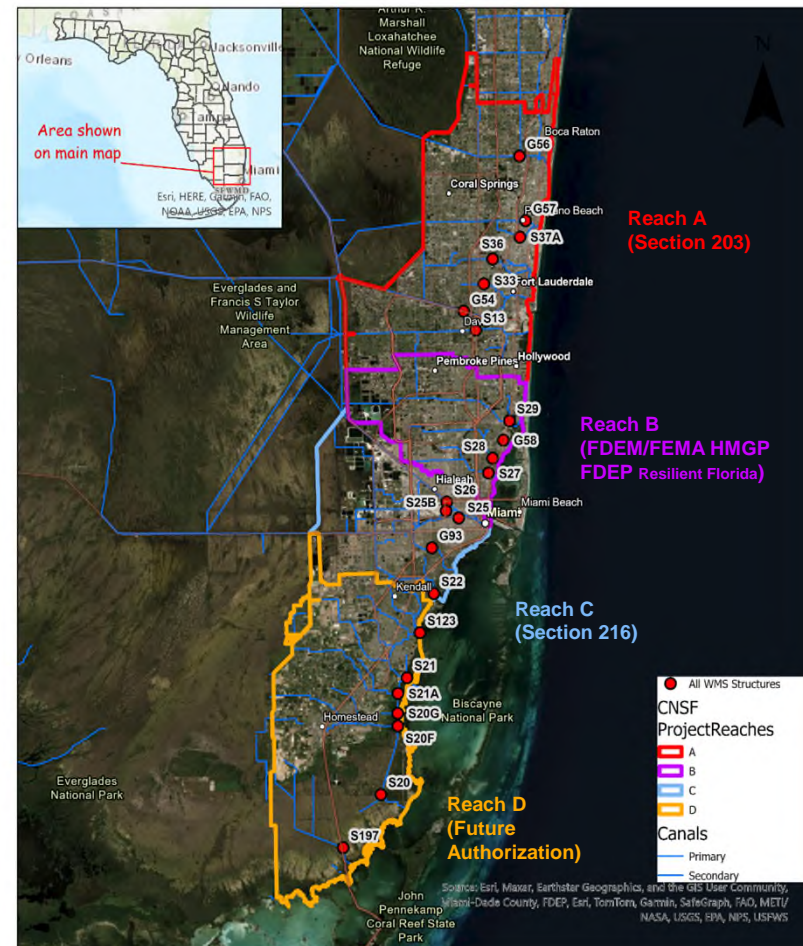 Jacksonville
Orleans
Orlando
Tampa
Area shown
on main map
Miami
SFWMD
Esri, HERE, Garmin, FAO,
NOAA, USGS, EPA, NPS
Arthur R.
Marshall
Loxahatchee
National Wildlife
Refuge
N
Boca Raton
G56
Coral Springs
G57
Pompano Beach
S37A
Reach A
(Section 203)
S36
S33
Fort Lauderdale
Everglades and
Francis S Taylor
Wildlife
Management
Area
G54
Davie
S13
Pembroke Pines
Hollywood
S29
G58
Reach B
(FDEM/FEMA HMGP
FDEP Resilient Florida)
S28
S27
Hialeah
S26
S25B
S25
Miami
Miami Beach
G93
S22
Kendall
Reach C
(Section 216)
S123
S21
S21A
S20G
S20F
Biscayne
National Park
Homestead
Everglades
National Park
S20
Reach D
(Future
Authorization)
S197
John
Pennekamp
Coral Reef State
Park
All WMS Structures
CNSF
ProjectReaches
A
B
C
D
Canals
Primary
Secondary
Source: Esri, Maxar, Earthstar Geographics, and the GIS User Community,
Miami-Dade County, FDEP, Esri, TomTom, Garmin, SafeGraph, FAO, METI/
NASA, USGS, EPA, NPS, USFWS